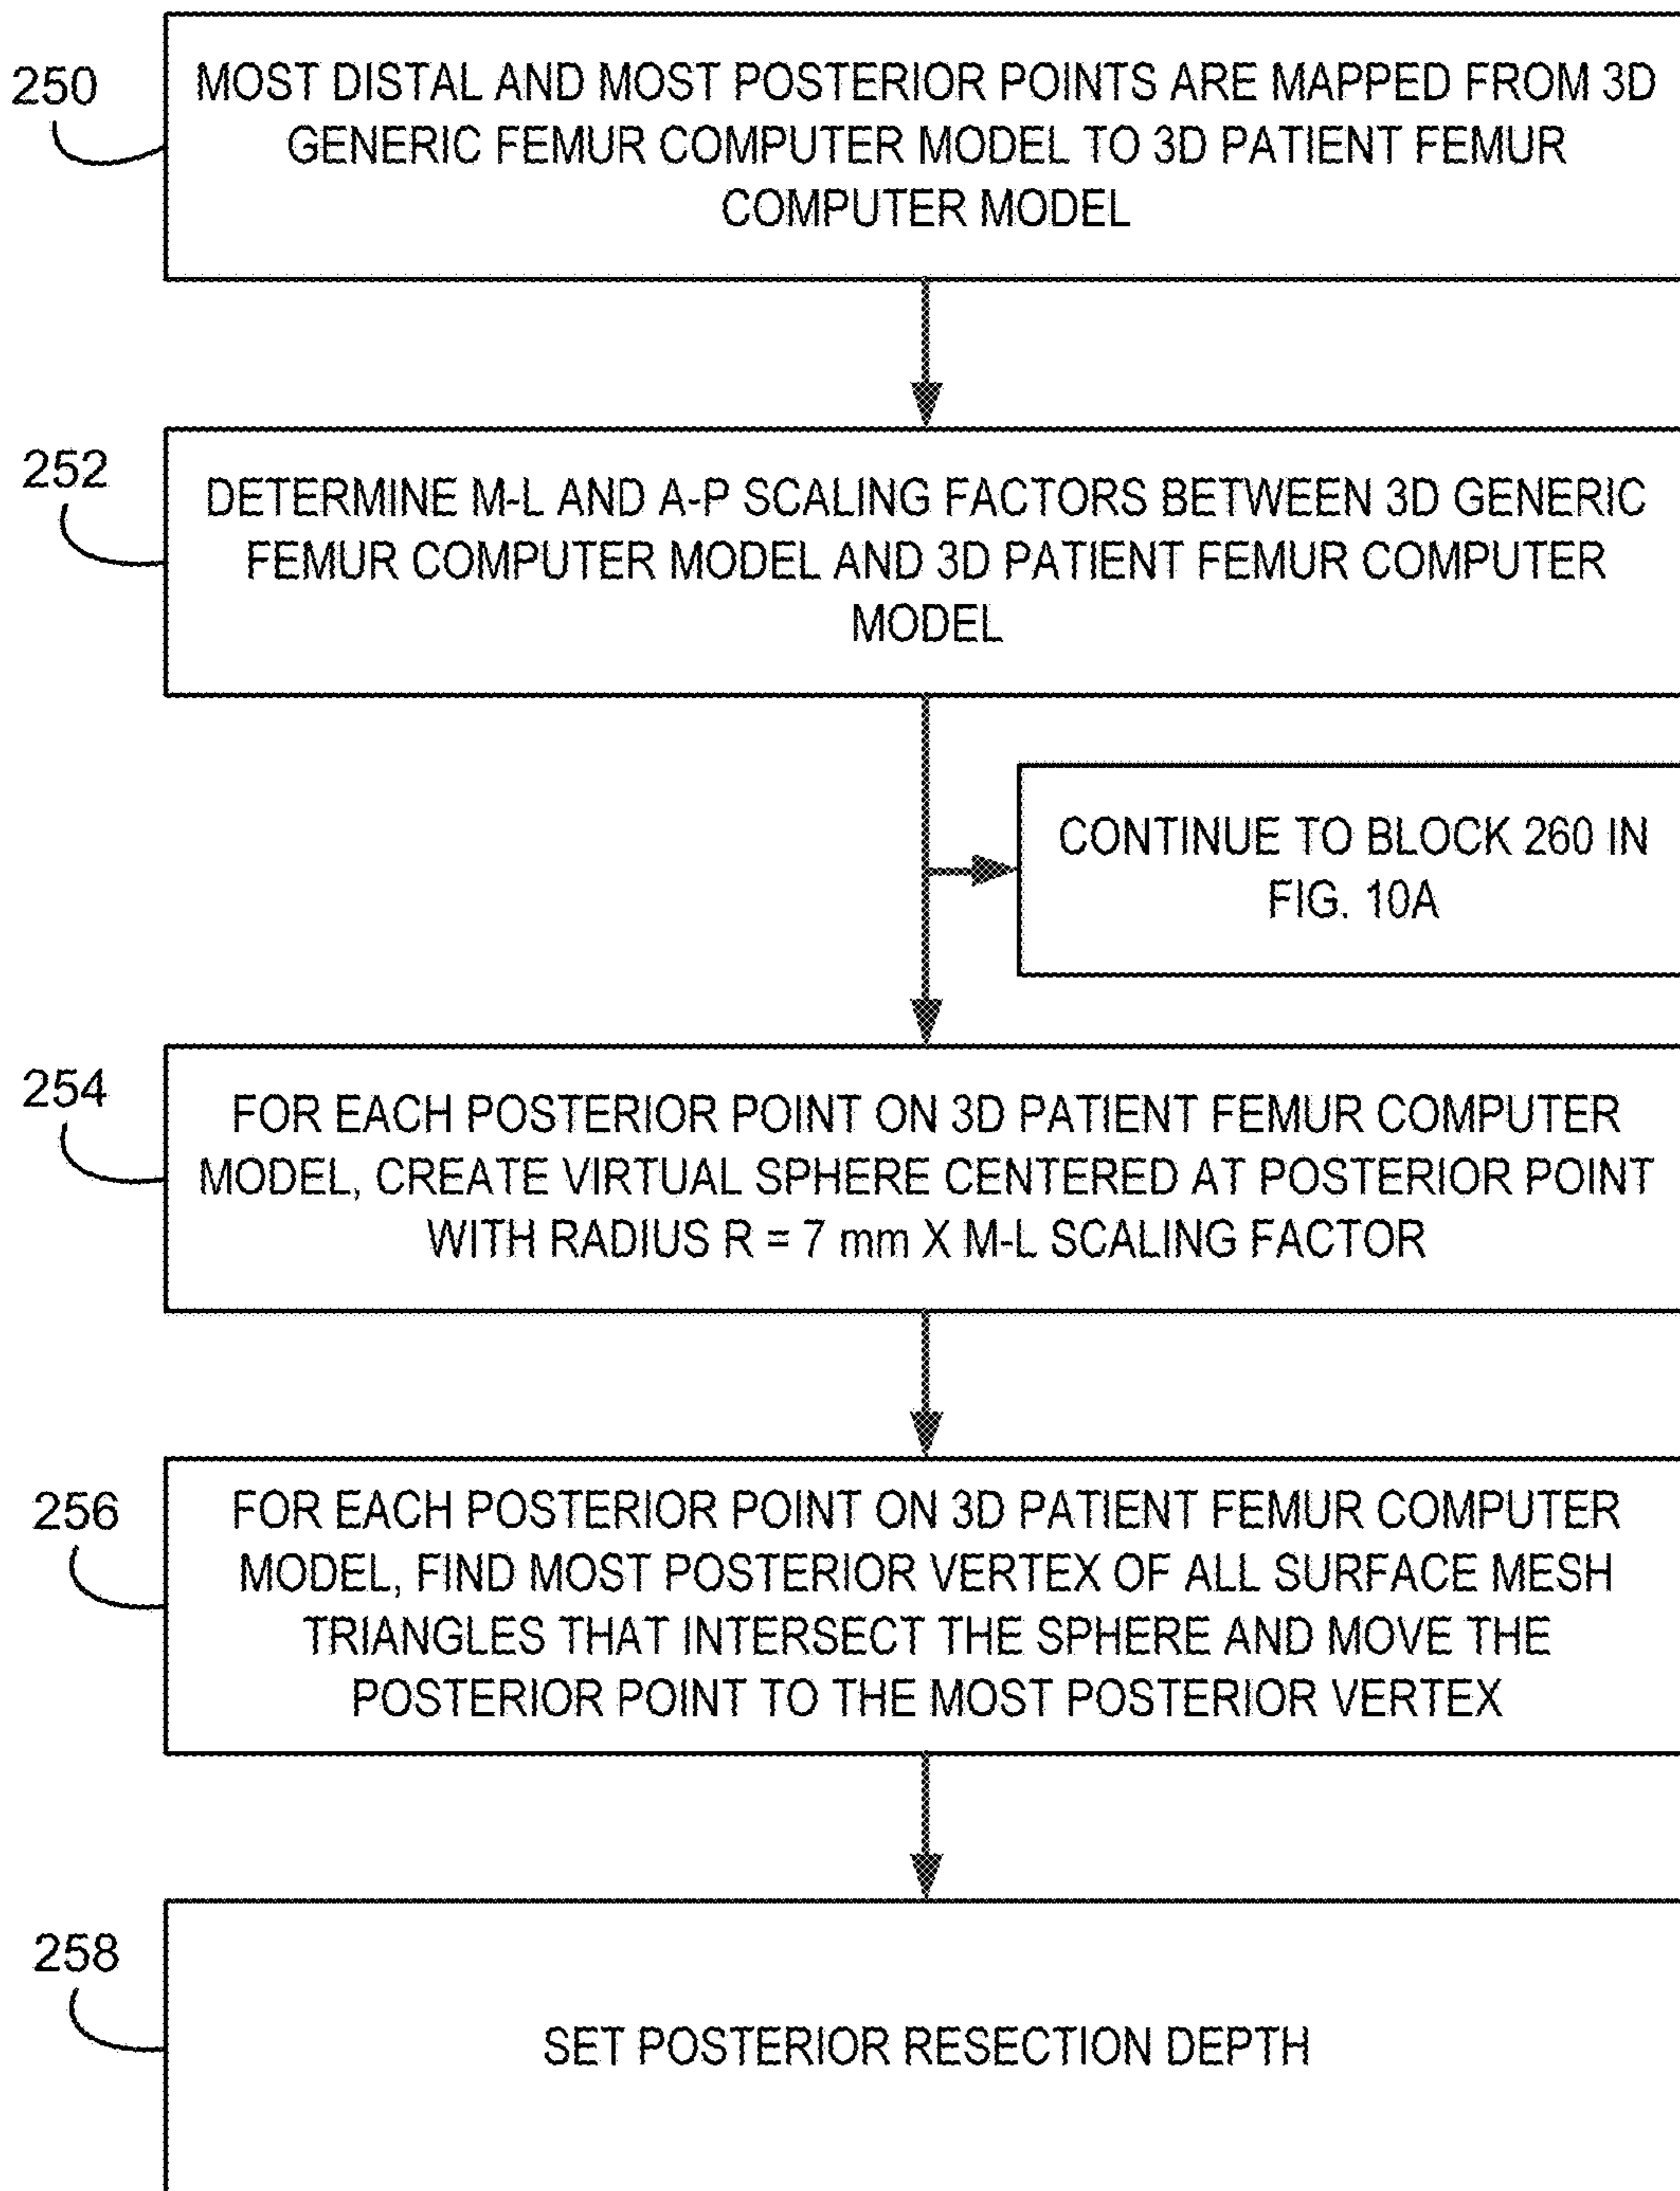 250
MOST DISTAL AND MOST POSTERIOR POINTS ARE MAPPED FROM 3D
GENERIC FEMUR COMPUTER MODEL TO 3D PATIENT FEMUR
COMPUTER MODEL
252
DETERMINE M-L AND A-P SCALING FACTORS BETWEEN 3D GENERIC
FEMUR COMPUTER MODEL AND 3D PATIENT FEMUR COMPUTER
MODEL
CONTINUE TO BLOCK 260 IN
FIG. 10A
254
FOR EACH POSTERIOR POINT ON 3D PATIENT FEMUR COMPUTER
MODEL, CREATE VIRTUAL SPHERE CENTERED AT POSTERIOR POINT
WITH RADIUS R = 7 mm X M-L SCALING FACTOR
256
FOR EACH POSTERIOR POINT ON 3D PATIENT FEMUR COMPUTER
MODEL, FIND MOST POSTERIOR VERTEX OF ALL SURFACE MESH
TRIANGLES THAT INTERSECT THE SPHERE AND MOVE THE
POSTERIOR POINT TO THE MOST POSTERIOR VERTEX
258
SET POSTERIOR RESECTION DEPTH